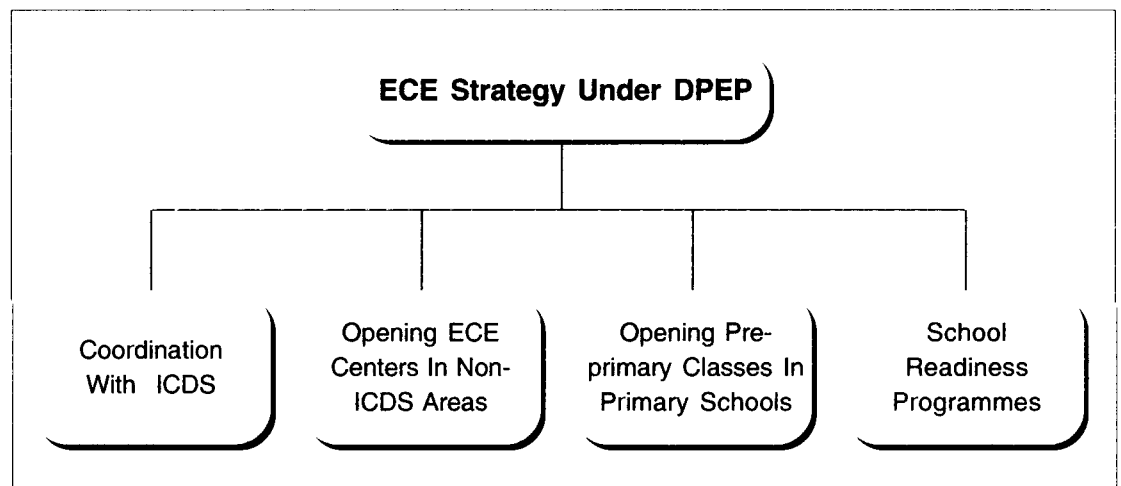 ECE Strategy Under DPEP
Coordination
With ICDS
Opening ECE
Centers In Non-
ICDS Areas
Opening Pre-
primary Classes In
Primary Schools
School
Readiness
Programmes